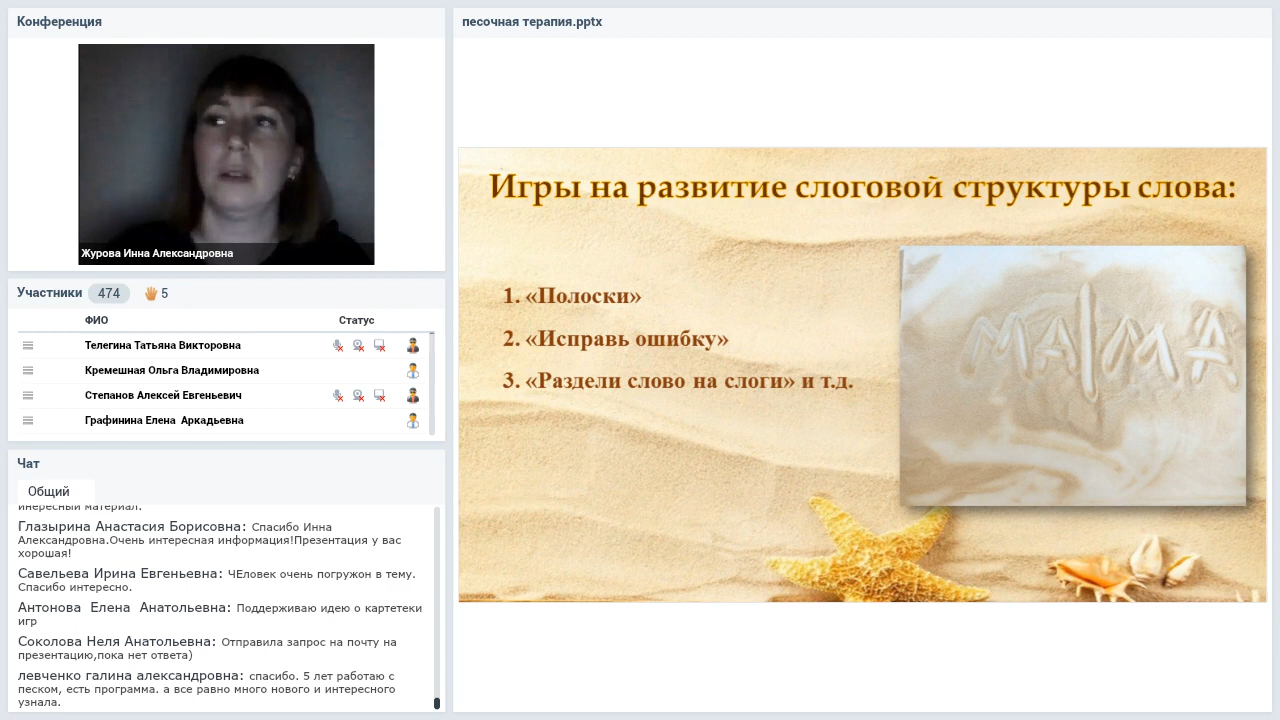 Конференция
Журова Инна Александровна
Участники 474 5
ФИО Статус
Телегина Татьяна Викторовна
Кремешная Ольга Владимировна
Степанов Алексей Евгеньевич
Графинина Елена Аркадьевна
Чат
Общий
инересный материал.
Глазырина Анастасия Борисовна: Спасибо Инна
Александровна.Очень интересная информация!Презентация у вас
хорошая!
Савельева Ирина Евгеньевна: ЧЕловек очень погружон в тему.
Спасибо интересно.
Антонова Елена Анатольевна: Поддерживаю идею о картетеки
игр
Соколова Неля Анатольевна: Отправила запрос на почту на
презентацию,пока нет ответа)
левченко галина александровна: спасибо. 5 лет работаю с
песком, есть программа. а все равно много нового и интересного
узнала.
песочная терапия.pptx
Игры на развитие слоговой структуры слова:
1. «Полоски»
2. «Исправь ошибку»
3. «Раздели слово на слоги» и т.д.
МА|МА